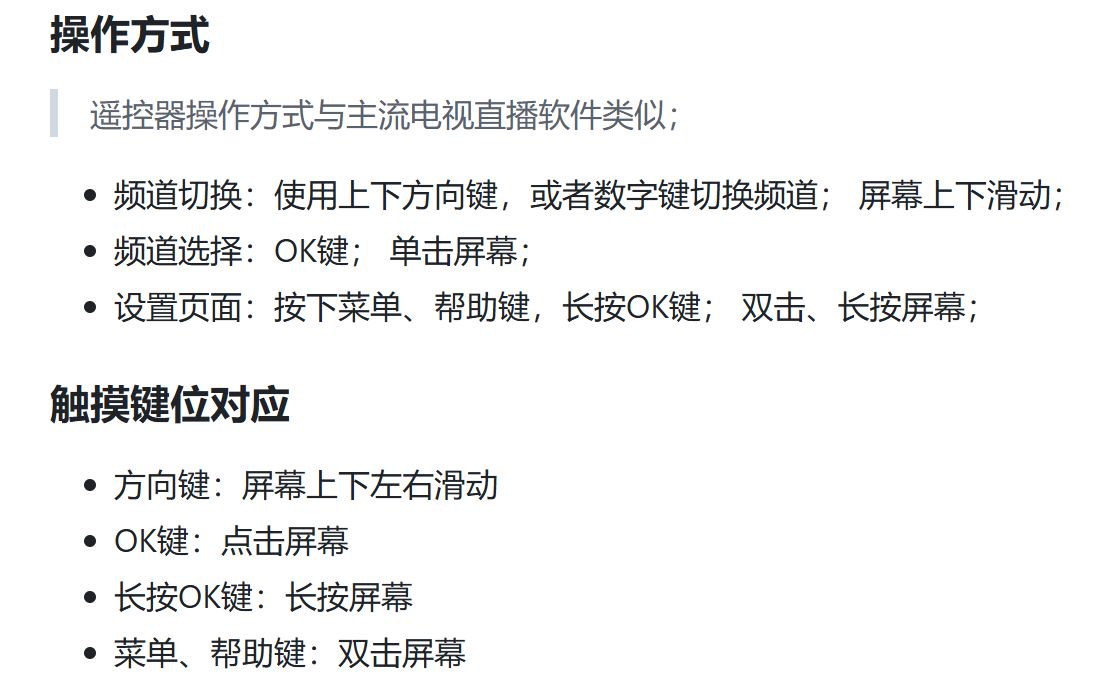 操作方式
遥控器操作方式与主流电视直播软件类似；
频道切换：使用上下方向键，或者数字键切换频道； 屏幕上下滑动；
频道选择：OK键； 单击屏幕；
设置页面：按下菜单、帮助键，长按OK键； 双击、长按屏幕；
触摸键位对应
方向键：屏幕上下左右滑动
OK键：点击屏幕
长按OK键：长按屏幕
菜单、帮助键：双击屏幕